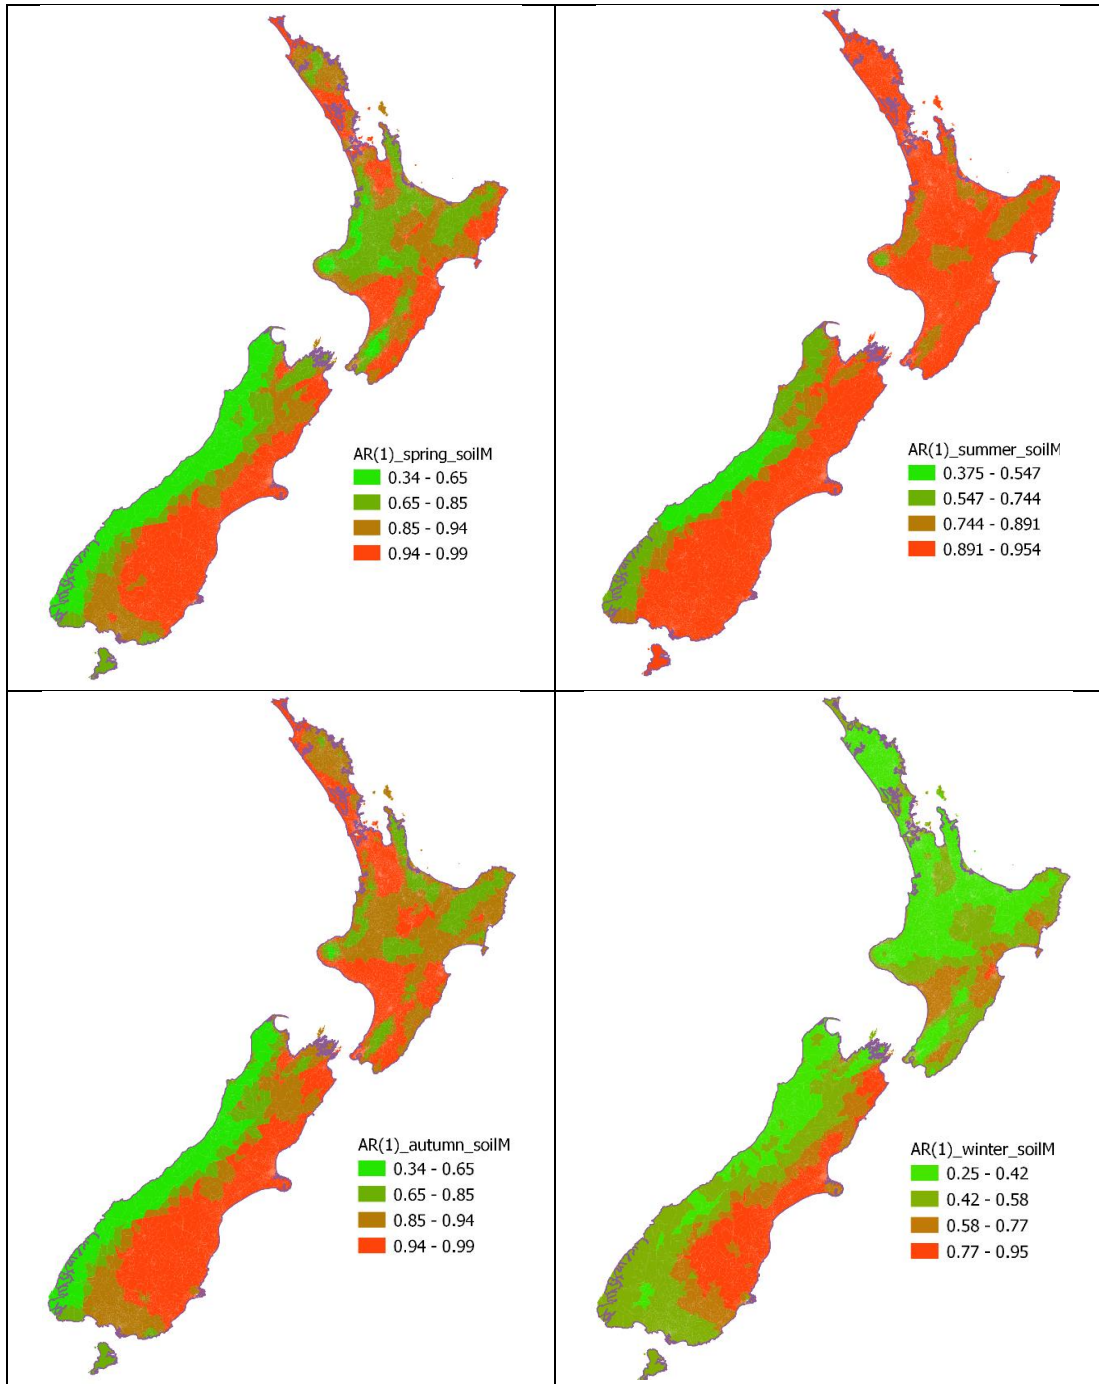 AR(1)_spring_soilM
0.34 - 0.65
0.65 - 0.85
0.85 - 0.94
0.94 - 0.99
AR(1)_summer_soilM
0.375 - 0.547
0.547 - 0.744
0.744 - 0.891
0.891 - 0.954
AR(1)_autumn_soilM
0.34 - 0.65
0.65 - 0.85
0.85 - 0.94
0.94 - 0.99
AR(1)_winter_soilM
0.25 - 0.42
0.42 - 0.58
0.58 - 0.77
0.77 - 0.95